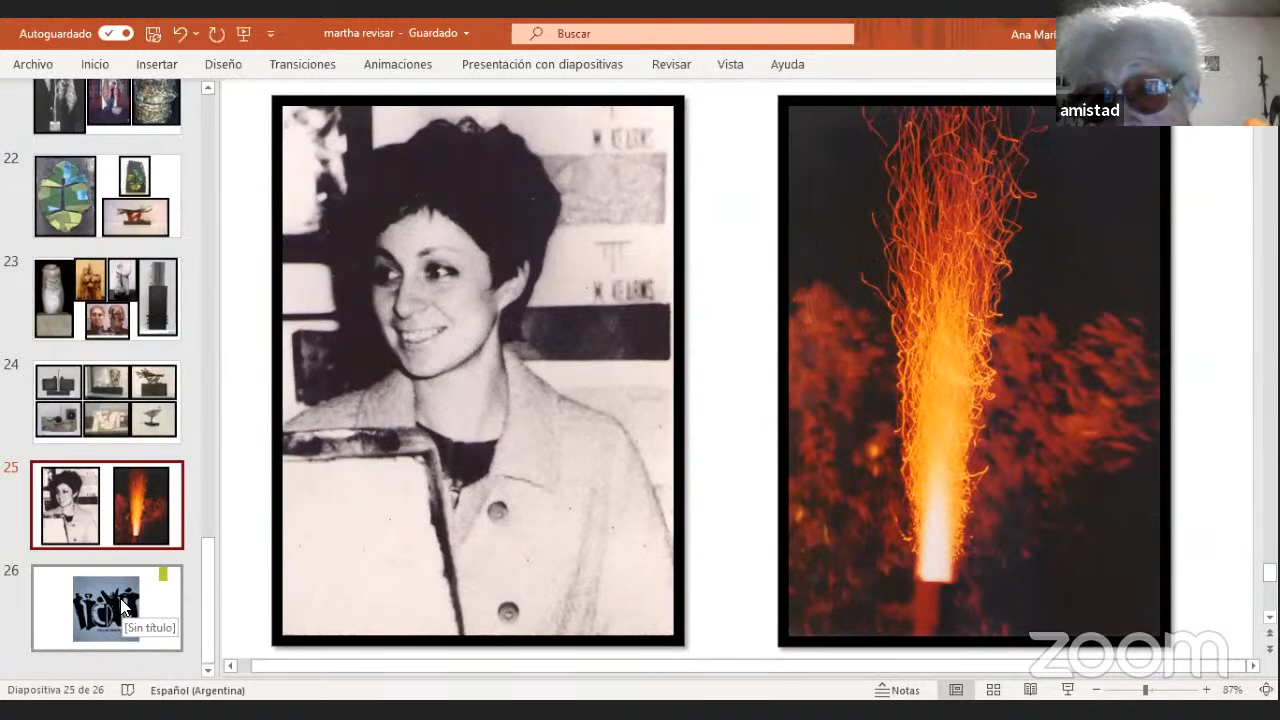 Autoguardado
martha revisar - Guardado
Buscar
Ana Marí
Archivo
Inicio
Insertar
Diseño
Transiciones
Animaciones
Presentación con diapositivas
Revisar
Vista
Ayuda
amistad
22
23
24
25
26
[Sin título]
zoom
Diapositiva 25 de 26
Español (Argentina)
Notas
87%